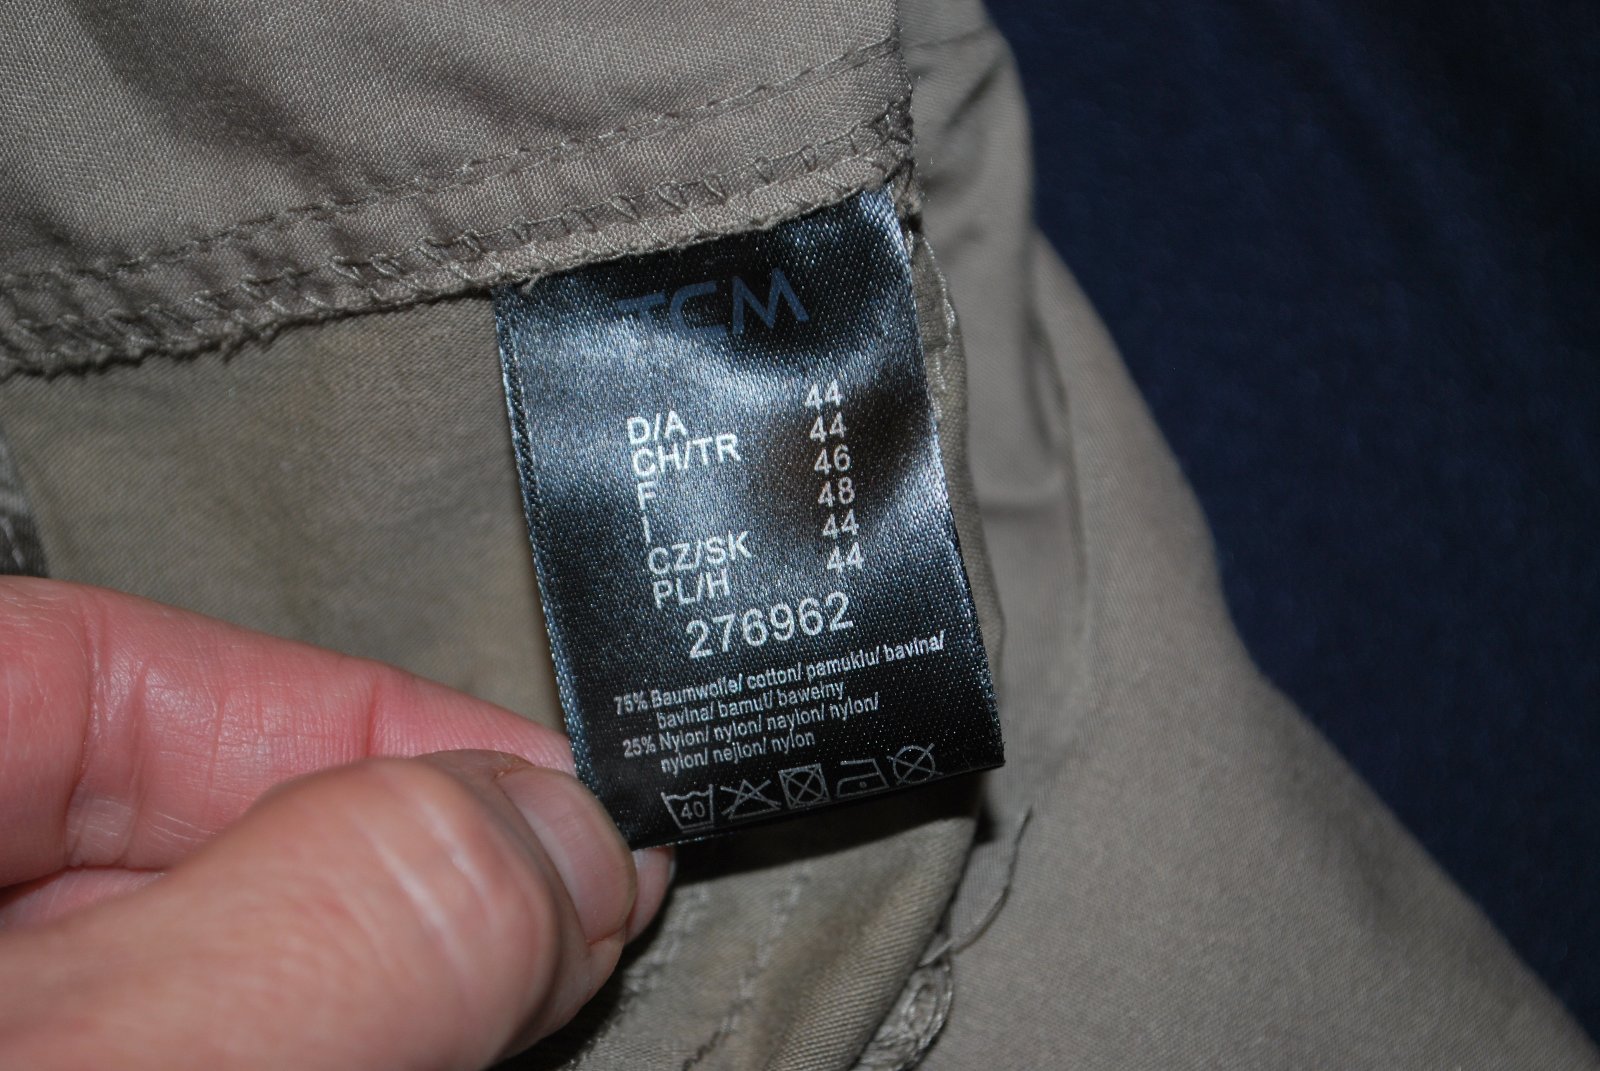 TCM
D/A 44
CH/TR 44
F 46
I 48
CZ/SK 44
PL/H 44
276962
75% Baumwolle/ cotton/ pamuklu/ bavlna/
bavlna/ bamut/ bawełny
25% Nylon/ nylon/ naylon/ nylon/
nylon/ nejlon/ nylon
40